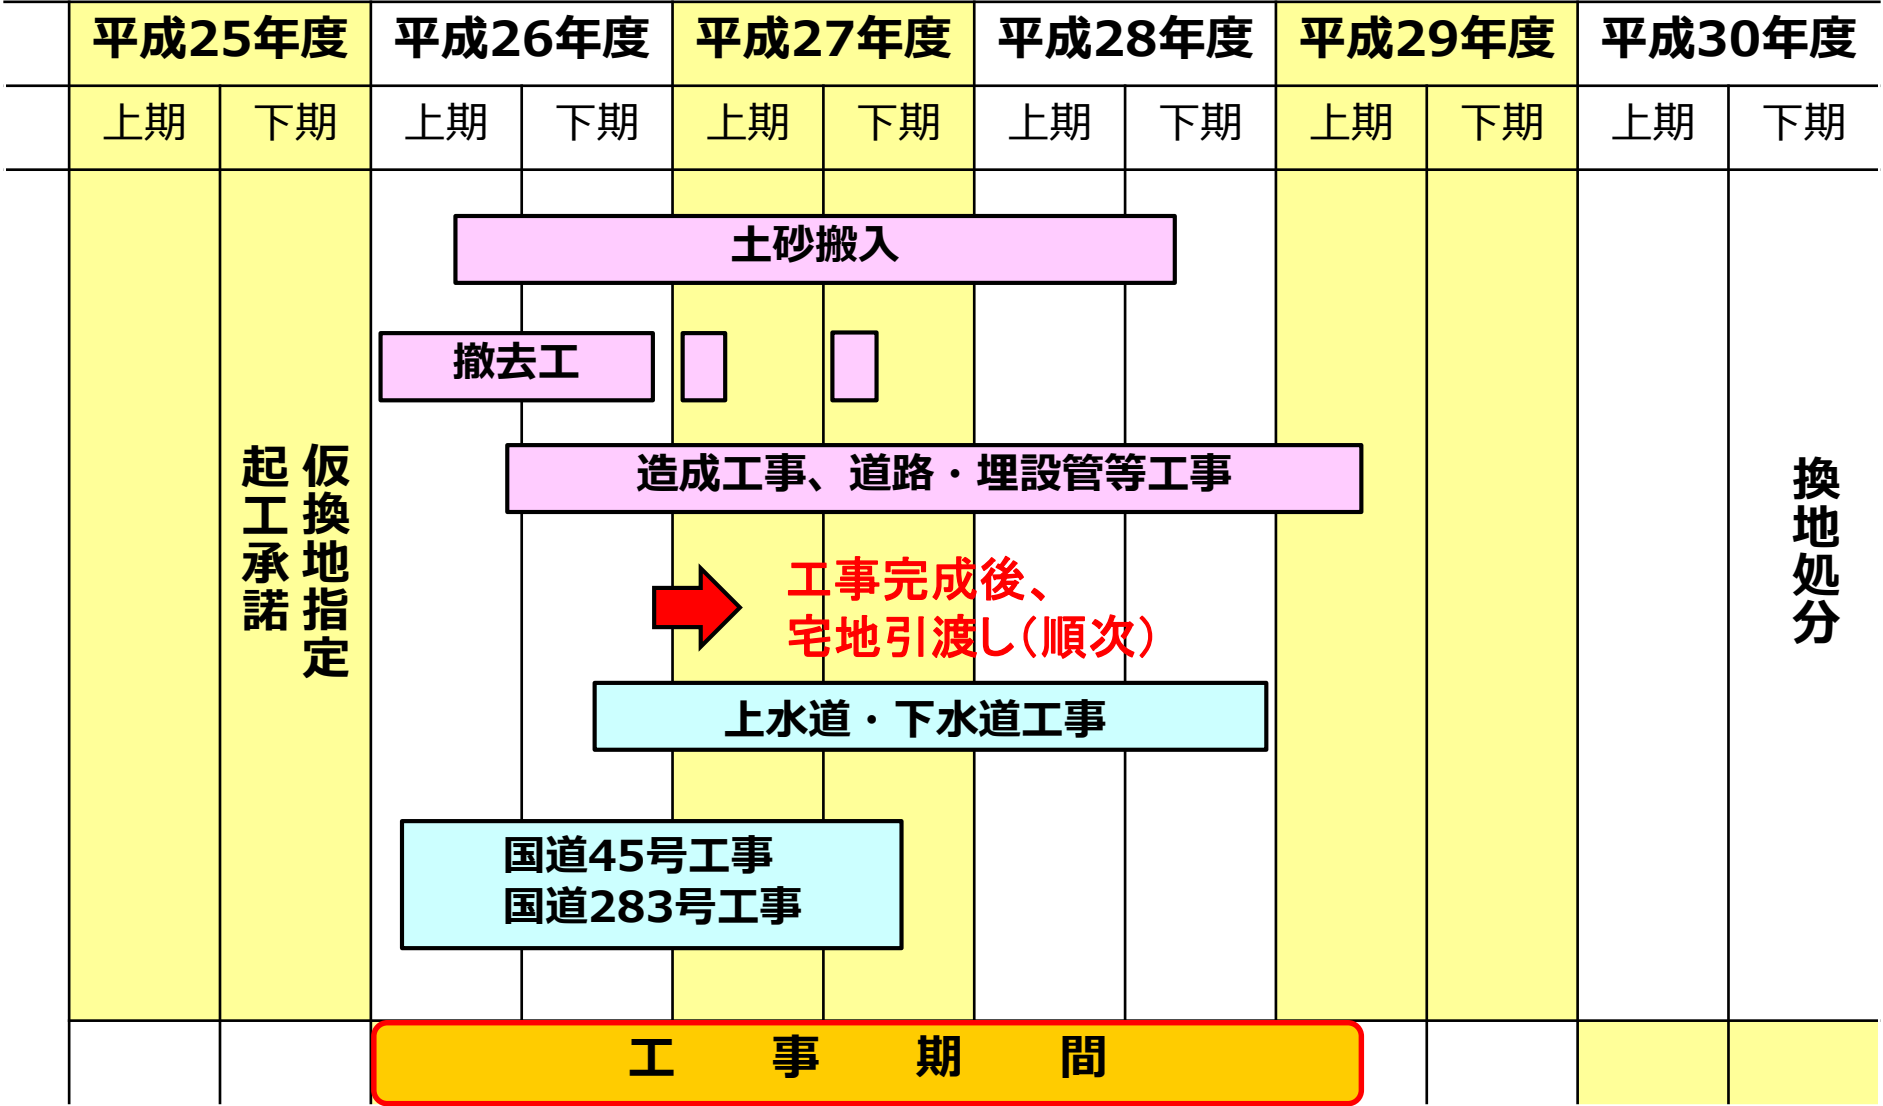 平成25年度 平成26年度 平成27年度 平成28年度 平成29年度 平成30年度
上期 下期 上期 下期 上期 下期 上期 下期 上期 下期 上期 下期
土砂搬入
撤去工
造成工事、道路・埋設管等工事
仮換地指定
起工承諾
換地処分
工事完成後、
宅地引渡し(順次)
上水道・下水道工事
国道45号工事
国道283号工事
工事期間